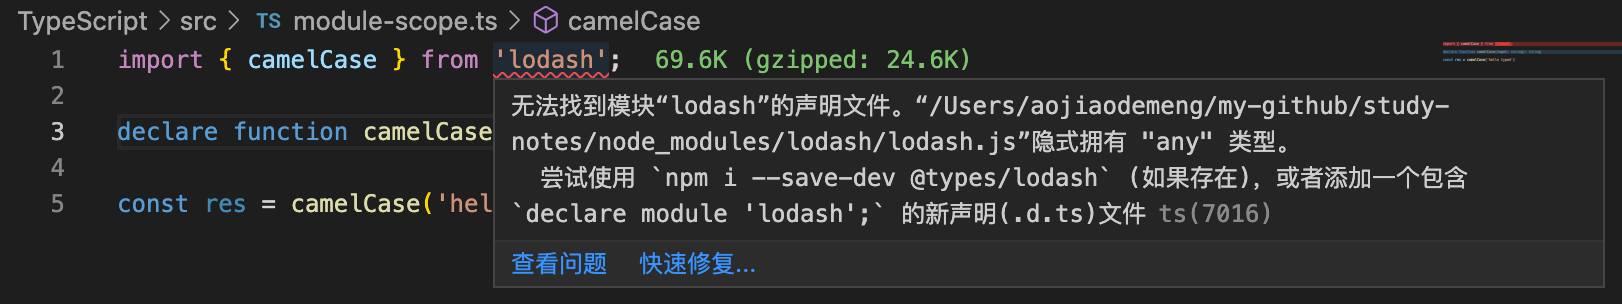 TypeScript > src > TS module-scope.ts > camelCase
1 import { camelCase } from 'lodash'; 69.6K (gzipped: 24.6K)
2
无法找到模块“lodash”的声明文件。“/Users/aojiaodemeng/my-github/study-
3 declare function camelCase
notes/node_modules/lodash/lodash.js”隐式拥有 "any" 类型。
4
尝试使用 `npm i --save-dev @types/lodash` (如果存在)，或者添加一个包含
5 const res = camelCase('hel
`declare module 'lodash';` 的新声明(.d.ts)文件 ts(7016)
查看问题 快速修复...